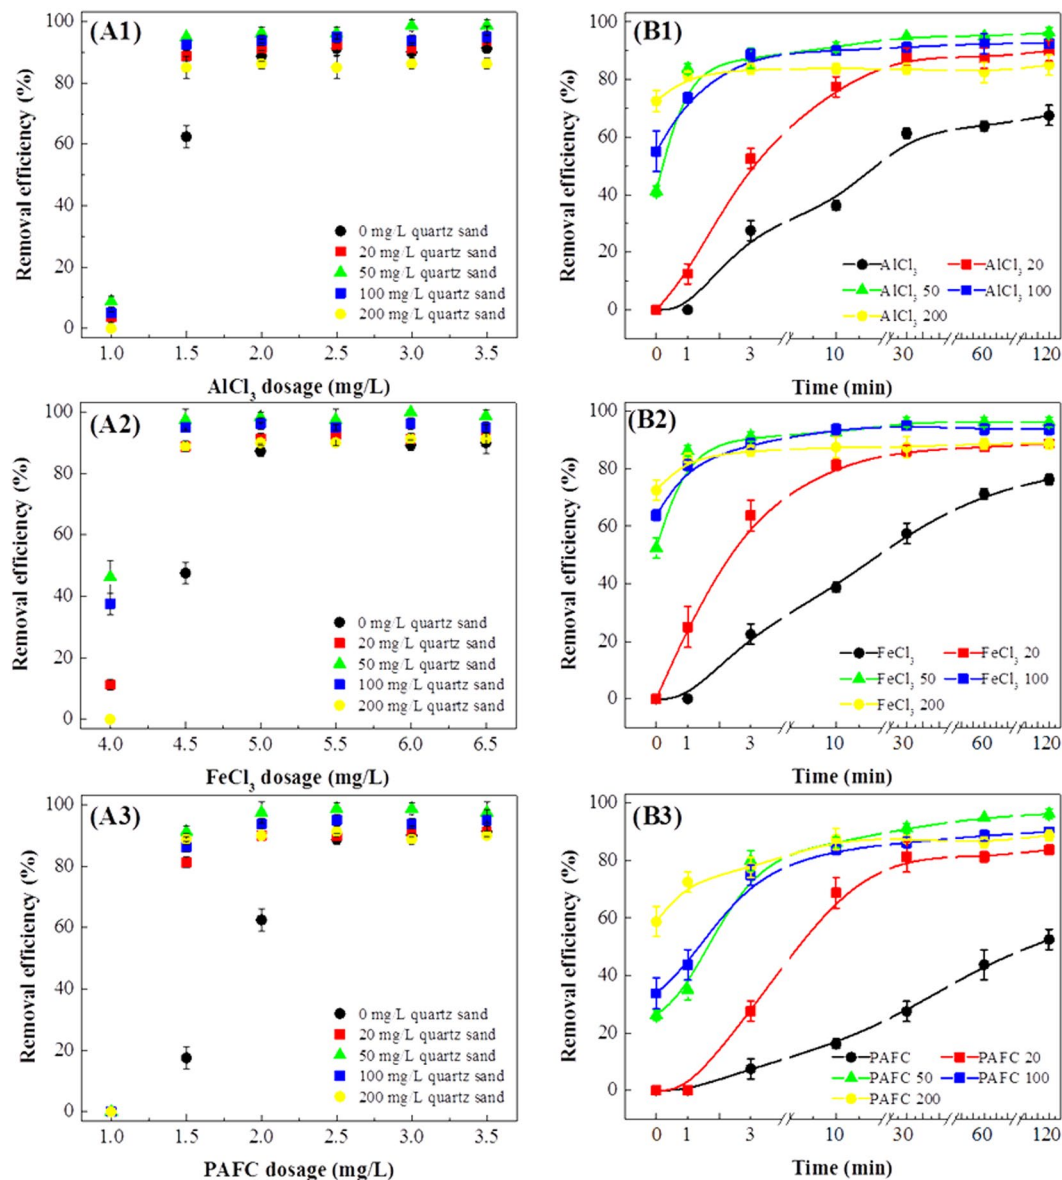 (A1)
Removal efficiency (%)
100
80
60
40
20
0
0 mg/L quartz sand
20 mg/L quartz sand
50 mg/L quartz sand
100 mg/L quartz sand
200 mg/L quartz sand
1.0 1.5 2.0 2.5 3.0 3.5
AlCl₃ dosage (mg/L)
(B1)
Removal efficiency (%)
100
80
60
40
20
0
AlCl₃ AlCl₃ 20
AlCl₃ 50 AlCl₃ 100
AlCl₃ 200
0 1 3 10 30 60 120
Time (min)
(A2)
Removal efficiency (%)
100
80
60
40
20
0
0 mg/L quartz sand
20 mg/L quartz sand
50 mg/L quartz sand
100 mg/L quartz sand
200 mg/L quartz sand
4.0 4.5 5.0 5.5 6.0 6.5
FeCl₃ dosage (mg/L)
(B2)
Removal efficiency (%)
100
80
60
40
20
0
FeCl₃ FeCl₃ 20
FeCl₃ 50 FeCl₃ 100
FeCl₃ 200
0 1 3 10 30 60 120
Time (min)
(A3)
Removal efficiency (%)
100
80
60
40
20
0
0 mg/L quartz sand
20 mg/L quartz sand
50 mg/L quartz sand
100 mg/L quartz sand
200 mg/L quartz sand
1.0 1.5 2.0 2.5 3.0 3.5
PAFC dosage (mg/L)
(B3)
Removal efficiency (%)
100
80
60
40
20
0
PAFC PAFC 20
PAFC 50 PAFC 100
PAFC 200
0 1 3 10 30 60 120
Time (min)